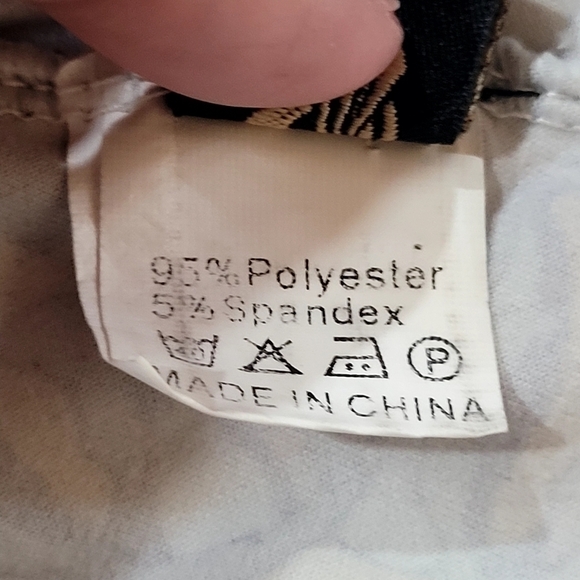 95% Polyester
5% Spandex
P
MADE IN CHINA